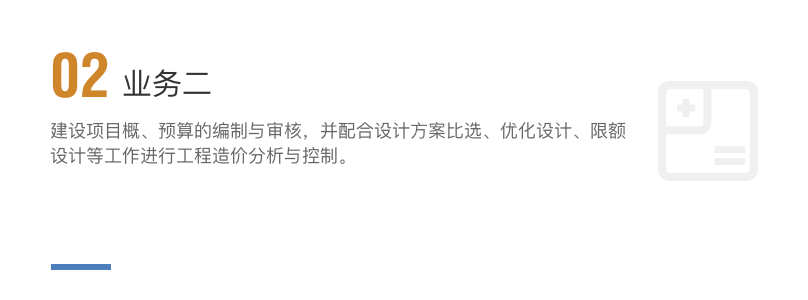 02 业务二
建设项目概、预算的编制与审核，并配合设计方案比选、优化设计、限额
设计等工作进行工程造价分析与控制。